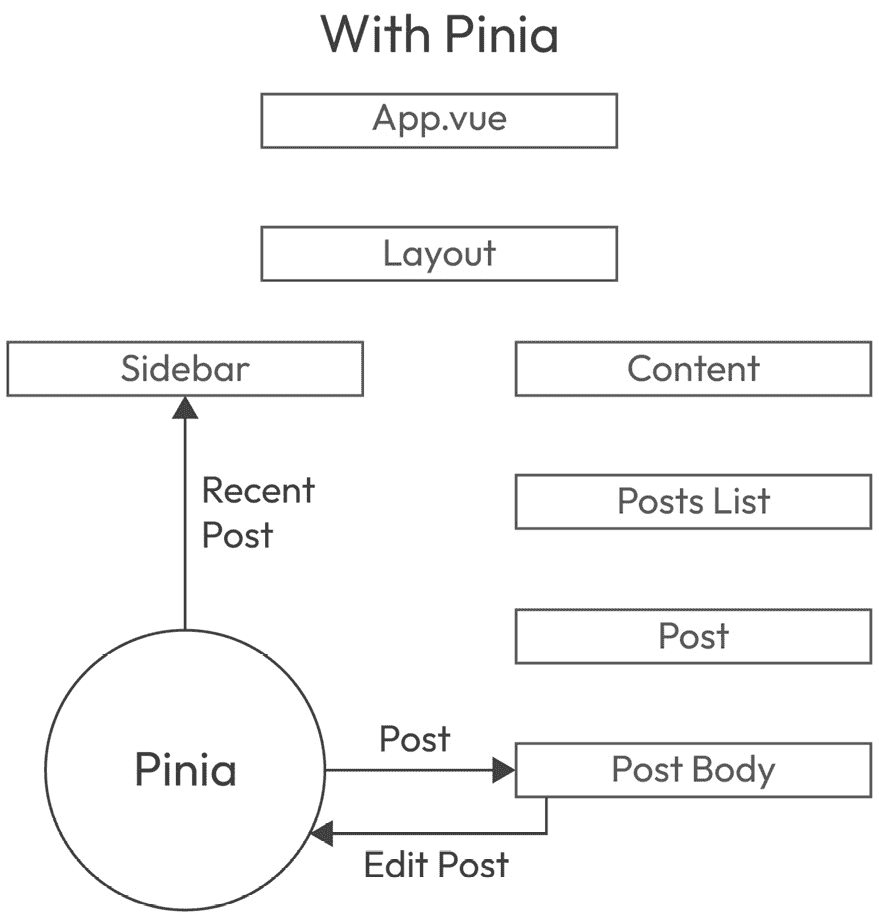 With Pinia
App.vue
Layout
Sidebar
Content
Recent
Post
Posts List
Post
Post
Pinia
Post Body
Edit Post